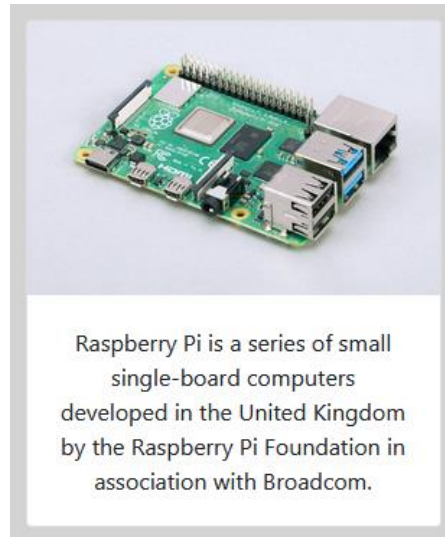 HDMI
Raspberry Pi is a series of small
single-board computers
developed in the United Kingdom
by the Raspberry Pi Foundation in
association with Broadcom.